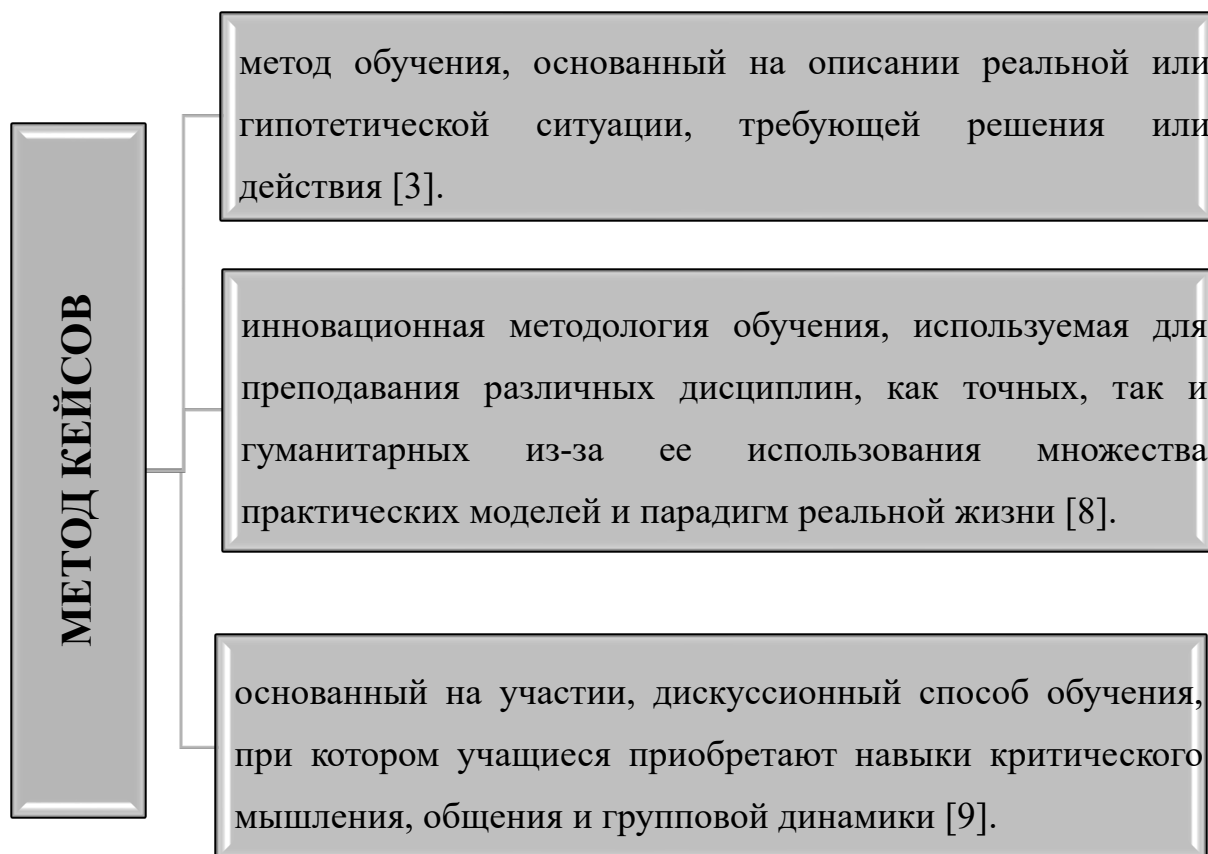 МЕТОД КЕЙСОВ
метод обучения, основанный на описании реальной или
гипотетической ситуации, требующей решения или
действия [3].
инновационная методология обучения, используемая для
преподавания различных дисциплин, как точных, так и
гуманитарных из-за ее использования множества
практических моделей и парадигм реальной жизни [8].
основанный на участии, дискуссионный способ обучения,
при котором учащиеся приобретают навыки критического
мышления, общения и групповой динамики [9].